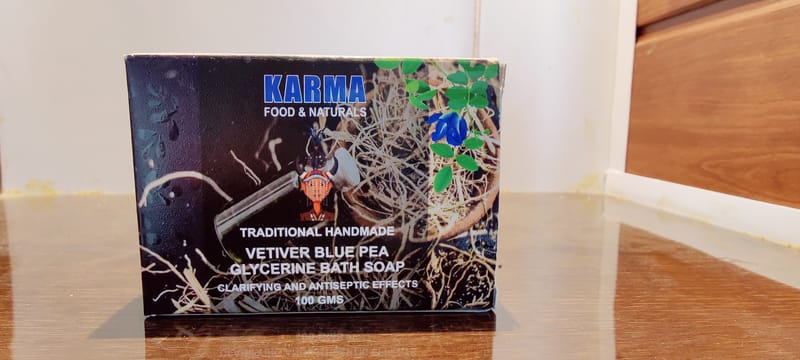 KARMA
FOOD & NATURALS
TRADITIONAL HANDMADE
VETIVER BLUE PEA
GLYCERINE BATH SOAP
CLARIFYING AND ANTISEPTIC EFFECTS
100 GMS